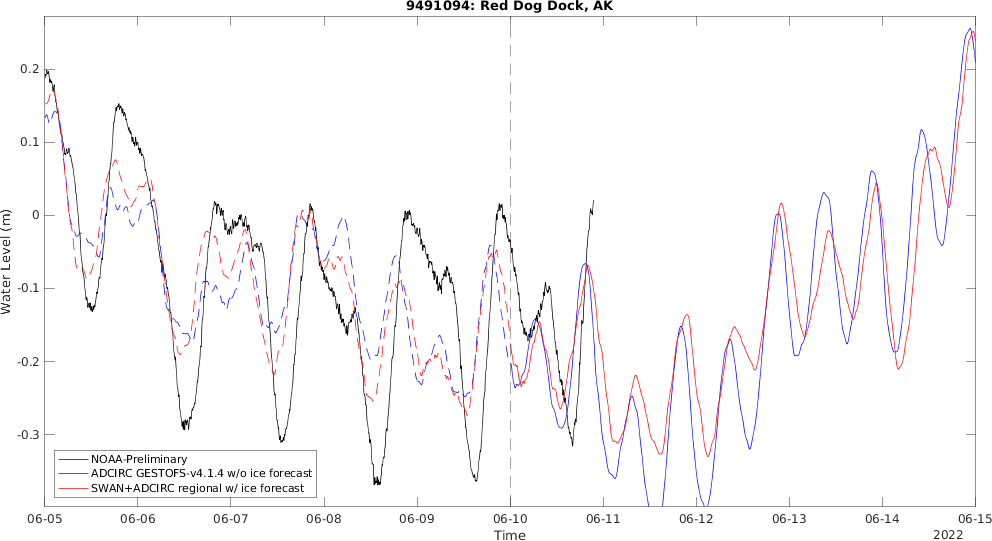 9491094: Red Dog Dock, AK
Water Level (m)
0.2
0.1
0
-0.1
-0.2
-0.3
NOAA-Preliminary
ADCIRC GESTOFS-v4.1.4 w/o ice forecast
SWAN+ADCIRC regional w/ ice forecast
06-05 06-06 06-07 06-08 06-09 06-10 06-11 06-12 06-13 06-14 06-15
Time
2022